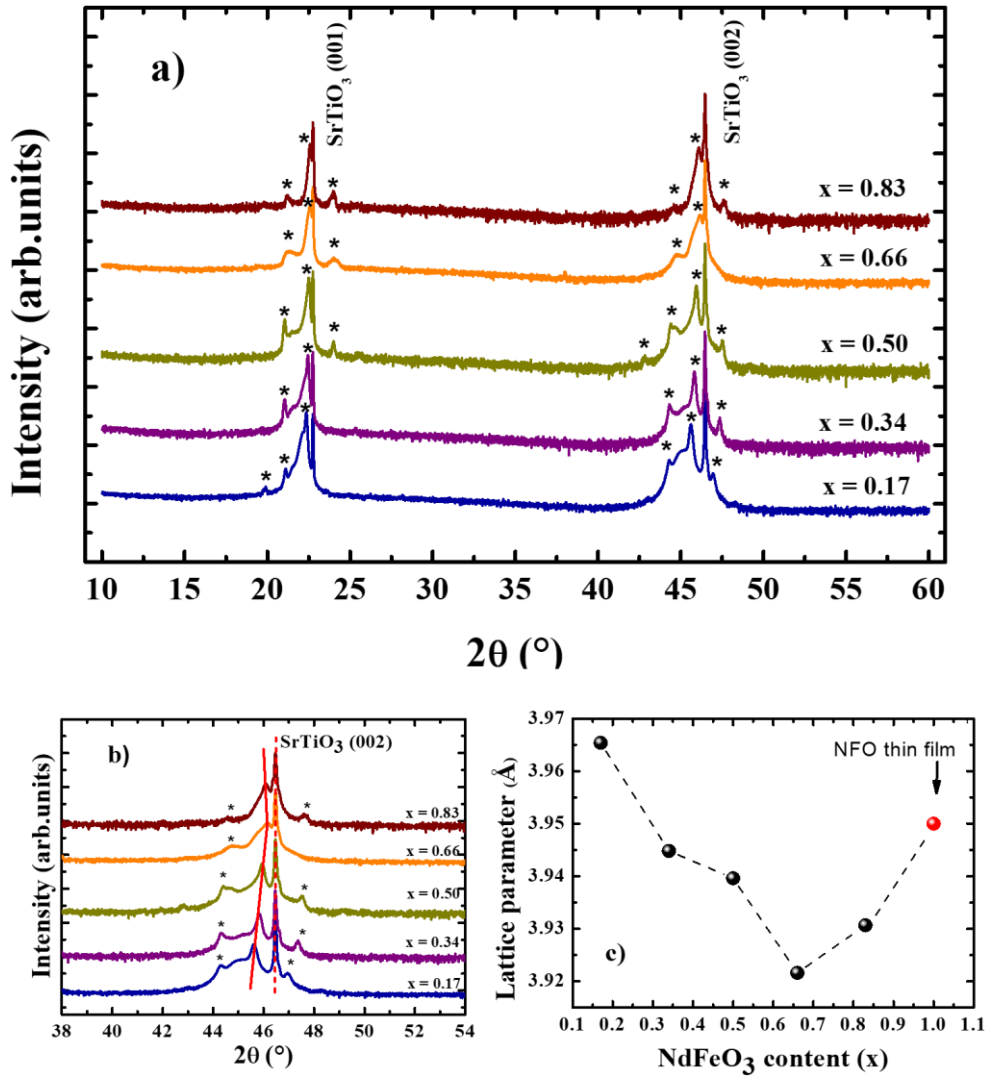 a)
SrTiO3 (001)
SrTiO3 (002)
Intensity (arb.units)
x = 0.83
x = 0.66
x = 0.50
x = 0.34
x = 0.17
* * *
* *
* * *
* *
* * *
* * * *
* *
* * *
* * *
* * *
10 15 20 25 30 35 40 45 50 55 60
2θ (°)
b)
SrTiO3 (002)
Intensity (arb.units)
* *
x = 0.83
*
x = 0.66
* *
x = 0.50
* *
x = 0.34
* *
x = 0.17
38 40 42 44 46 48 50 52 54
2θ (°)
Lattice parameter (Å)
3.97
3.96
3.95
3.94
3.93
3.92
NFO thin film
c)
0.1 0.2 0.3 0.4 0.5 0.6 0.7 0.8 0.9 1.0 1.1
NdFeO3 content (x)